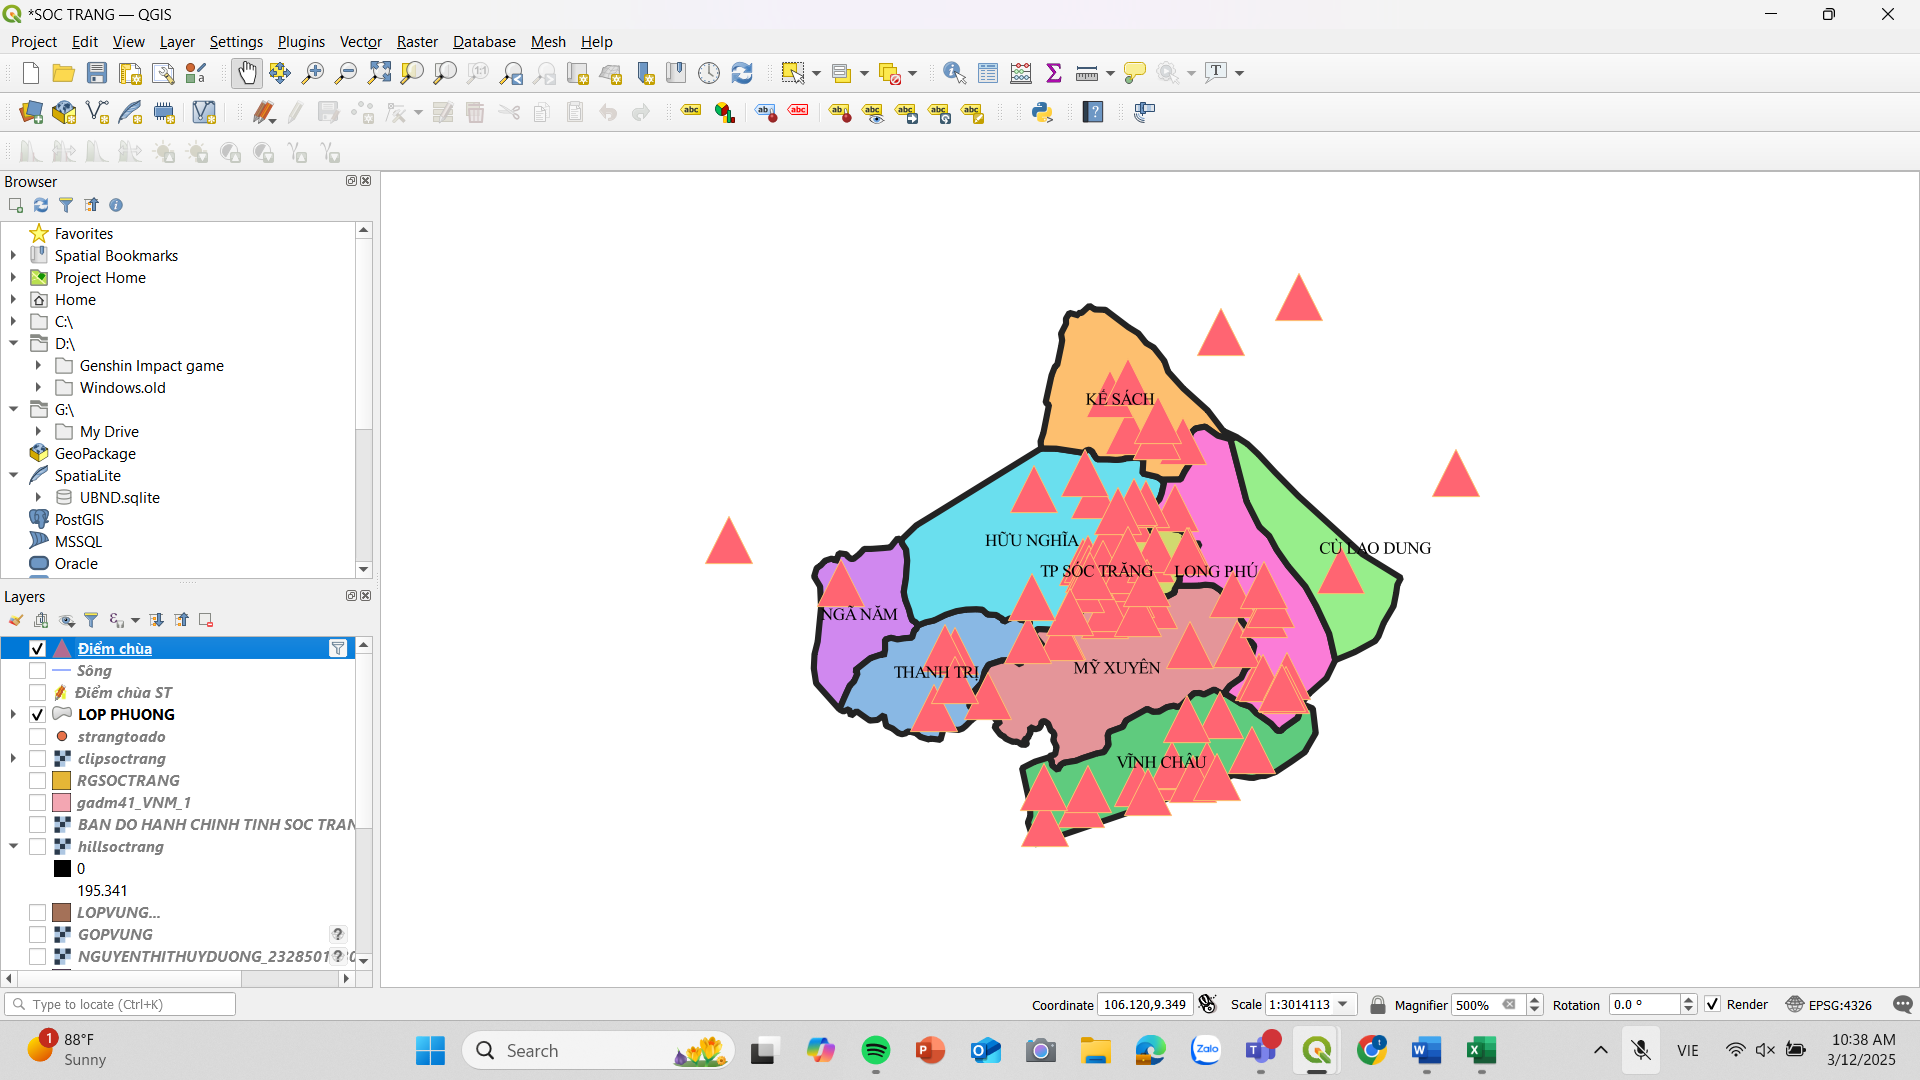 *SOC TRANG — QGIS
Project Edit View Layer Settings Plugins Vector Raster Database Mesh Help
Browser
Favorites
Spatial Bookmarks
Project Home
Home
C:\
D:\
Genshin Impact game
Windows.old
G:\
My Drive
GeoPackage
SpatiaLite
UBND.sqlite
PostGIS
MSSQL
Oracle
Layers
Điểm chùa
Sông
Điểm chùa ST
LOP PHUONG
strangtoado
clipsoctrang
RGSOCTRANG
gadm41_VNM_1
BAN DO HANH CHINH TINH SOC TRAN
hillsoctrang
0
195.341
LOPVUNG...
GOPVUNG
NGUYENTHITHUYDUONG_2328501
KẾ SÁCH
HỮU NGHĨA
CÙ LAO DUNG
TP SÓC TRĂNG
LONG PHÚ
NGÃ NĂM
THANH TRỊ
MỸ XUYÊN
VĨNH CHÂU
Type to locate (Ctrl+K)
Coordinate 106.120,9.349 Scale 1:3014113 Magnifier 500% Rotation 0.0 ° Render EPSG:4326
1
88°F
Sunny
Search
Zalo
VIE
10:38 AM
3/12/2025